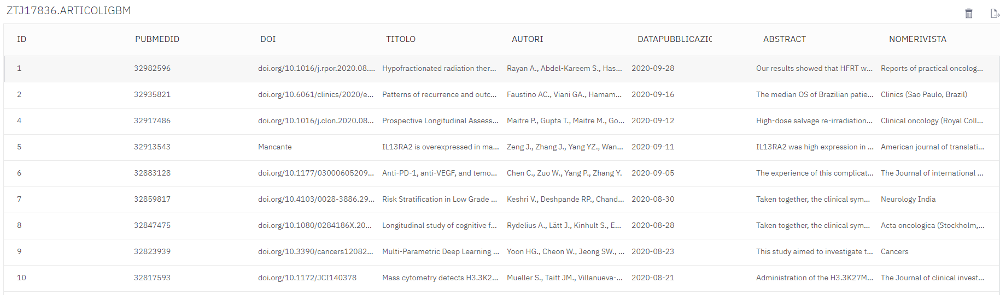 ZTJ17836.ARTICOLIGBM
ID PUBMEDID DOI TITOLO AUTORI DATAPUBBLICAZIC ABSTRACT NOMERIVISTA
1 32982596 doi.org/10.1016/j.rpor.2020.08.... Hypofractionated radiation ther... Rayan A., Abdel-Kareem S., Has... 2020-09-28 Our results showed that HFRT w... Reports of practical oncolog...
2 32935821 doi.org/10.6061/clinics/2020/e... Patterns of recurrence and outc... Faustino AC., Viani GA., Hamam... 2020-09-16 The median OS of Brazilian patie... Clinics (Sao Paulo, Brazil)
4 32917486 doi.org/10.1016/j.clon.2020.08... Prospective Longitudinal Assess... Maitre P., Gupta T., Maitre M., Go... 2020-09-12 High-dose salvage re-irradiation... Clinical oncology (Royal Coll...
5 32913543 Mancante IL13RA2 is overexpressed in ma... Zeng J., Zhang J., Yang YZ., Wan... 2020-09-11 IL13RA2 was high expression in ... American journal of translati...
6 32883128 doi.org/10.1177/03000605209... Anti-PD-1, anti-VEGF, and temo... Chen C., Zuo W., Yang P., Zhang Y. 2020-09-05 The experience of this complicat... The Journal of international ...
7 32859817 doi.org/10.4103/0028-3886.29... Risk Stratification in Low Grade ... Keshri V., Deshpande RP., Chand... 2020-08-30 Taken together, the clinical sym... Neurology India
8 32847475 doi.org/10.1080/0284186X.20... Longitudinal study of cognitive f... Rydelius A., Lätt J., Kinhult S., E... 2020-08-28 Taken together, the clinical sym... Acta oncologica (Stockholm,...
9 32823939 doi.org/10.3390/cancers12082... Multi-Parametric Deep Learning ... Yoon HG., Cheon W., Jeong SW., ... 2020-08-23 This study aimed to investigate t... Cancers
10 32817593 doi.org/10.1172/JCI140378 Mass cytometry detects H3.3K2... Mueller S., Taitt JM., Villanueva-... 2020-08-21 Administration of the H3.3K27M... The Journal of clinical invest...